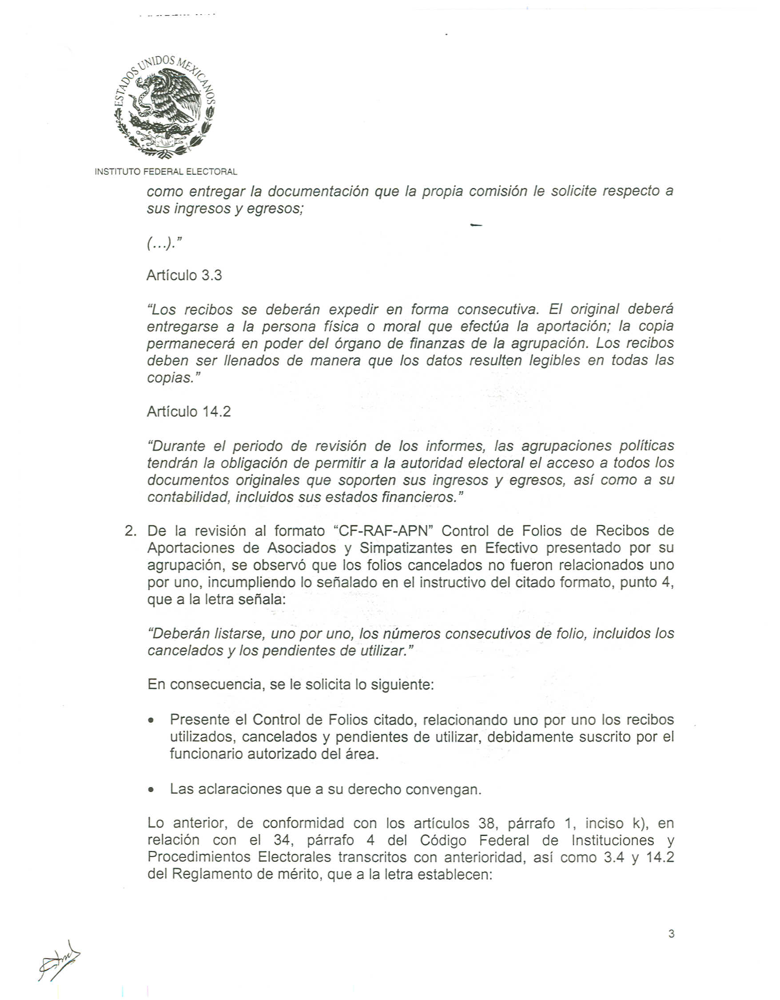 ESTADOS UNIDOS MEXICANOS
INSTITUTO FEDERAL ELECTORAL
como entregar la documentación que la propia comisión le solicite respecto a
sus ingresos y egresos;
(...).”
Artículo 3.3
“Los recibos se deberán expedir en forma consecutiva. El original deberá
entregarse a la persona física o moral que efectúa la aportación; la copia
permanecerá en poder del órgano de finanzas de la agrupación. Los recibos
deben ser llenados de manera que los datos resulten legibles en todas las
copias.”
Artículo 14.2
“Durante el periodo de revisión de los informes, las agrupaciones políticas
tendrán la obligación de permitir a la autoridad electoral el acceso a todos los
documentos originales que soporten sus ingresos y egresos, así como a su
contabilidad, incluidos sus estados financieros.”
2. De la revisión al formato “CF-RAF-APN” Control de Folios de Recibos de
Aportaciones de Asociados y Simpatizantes en Efectivo presentado por su
agrupación, se observó que los folios cancelados no fueron relacionados uno
por uno, incumpliendo lo señalado en el instructivo del citado formato, punto 4,
que a la letra señala:
“Deberán listarse, uno por uno, los números consecutivos de folio, incluidos los
cancelados y los pendientes de utilizar.”
En consecuencia, se le solicita lo siguiente:
• Presente el Control de Folios citado, relacionando uno por uno los recibos
utilizados, cancelados y pendientes de utilizar, debidamente suscrito por el
funcionario autorizado del área.
• Las aclaraciones que a su derecho convengan.
Lo anterior, de conformidad con los artículos 38, párrafo 1, inciso k), en
relación con el 34, párrafo 4 del Código Federal de Instituciones y
Procedimientos Electorales transcritos con anterioridad, así como 3.4 y 14.2
del Reglamento de mérito, que a la letra establecen:
3